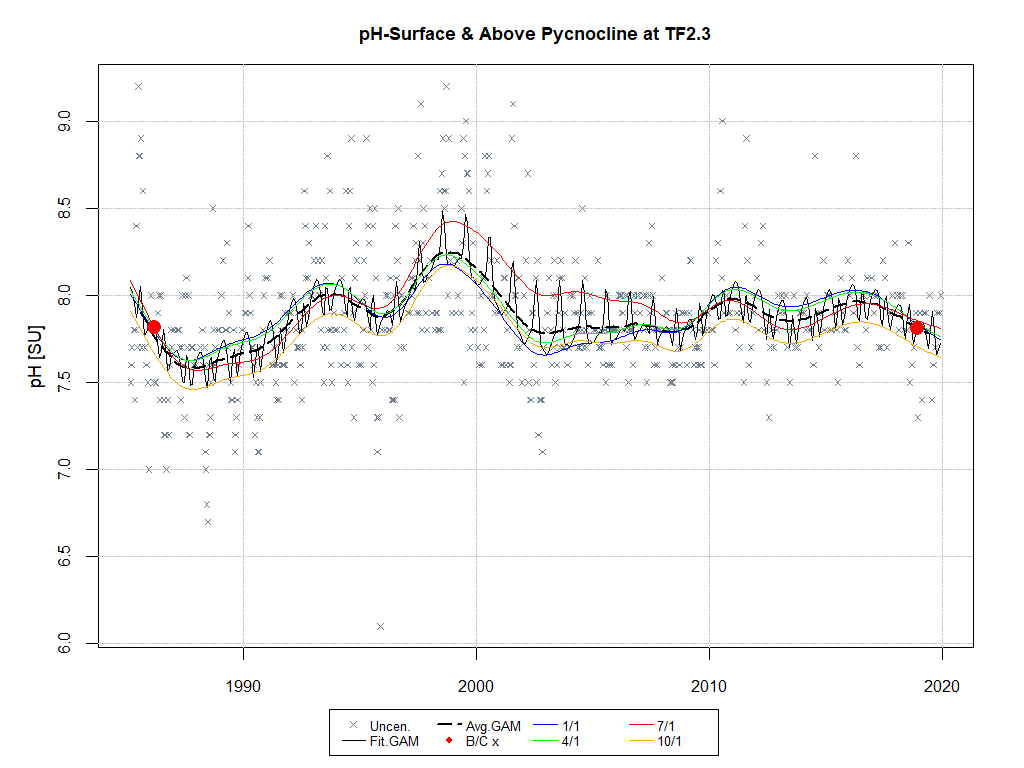 pH-Surface & Above Pycnocline at TF2.3
pH [SU]
9.0
8.5
8.0
7.5
7.0
6.5
6.0
1990 2000 2010 2020
Uncen. Avg.GAM 1/1 7/1
Fit.GAM B/C x 4/1 10/1